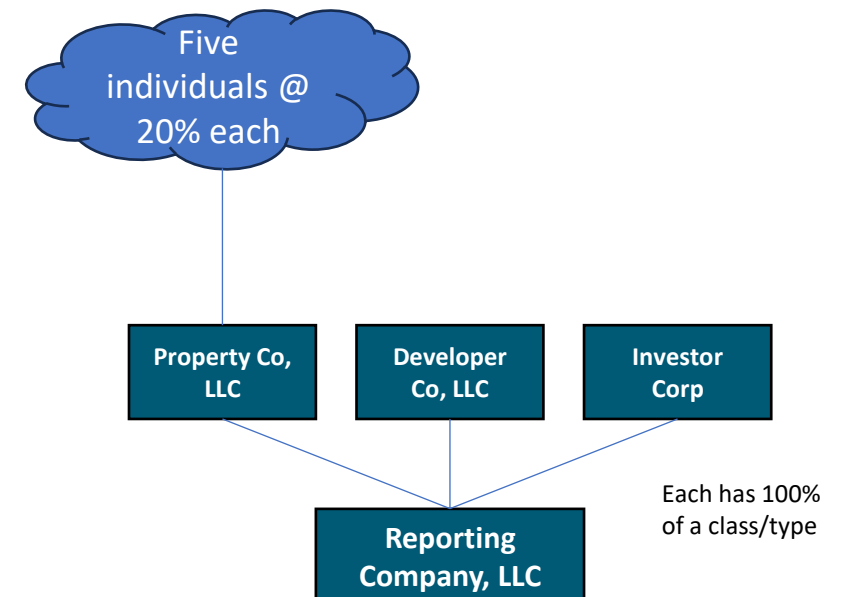 Five
individuals @
20% each
Property Co,
LLC
Developer
Co, LLC
Investor
Corp
Each has 100%
of a class/type
Reporting
Company, LLC